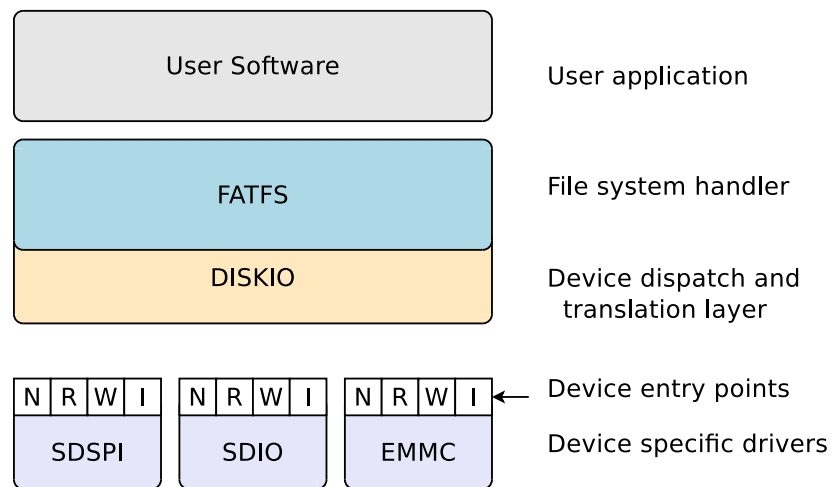 User Software
User application
FATFS
File system handler
DISKIO
Device dispatch and
translation layer
N R W I N R W I N R W I
Device entry points
SDSPI SDIO EMMC
Device specific drivers